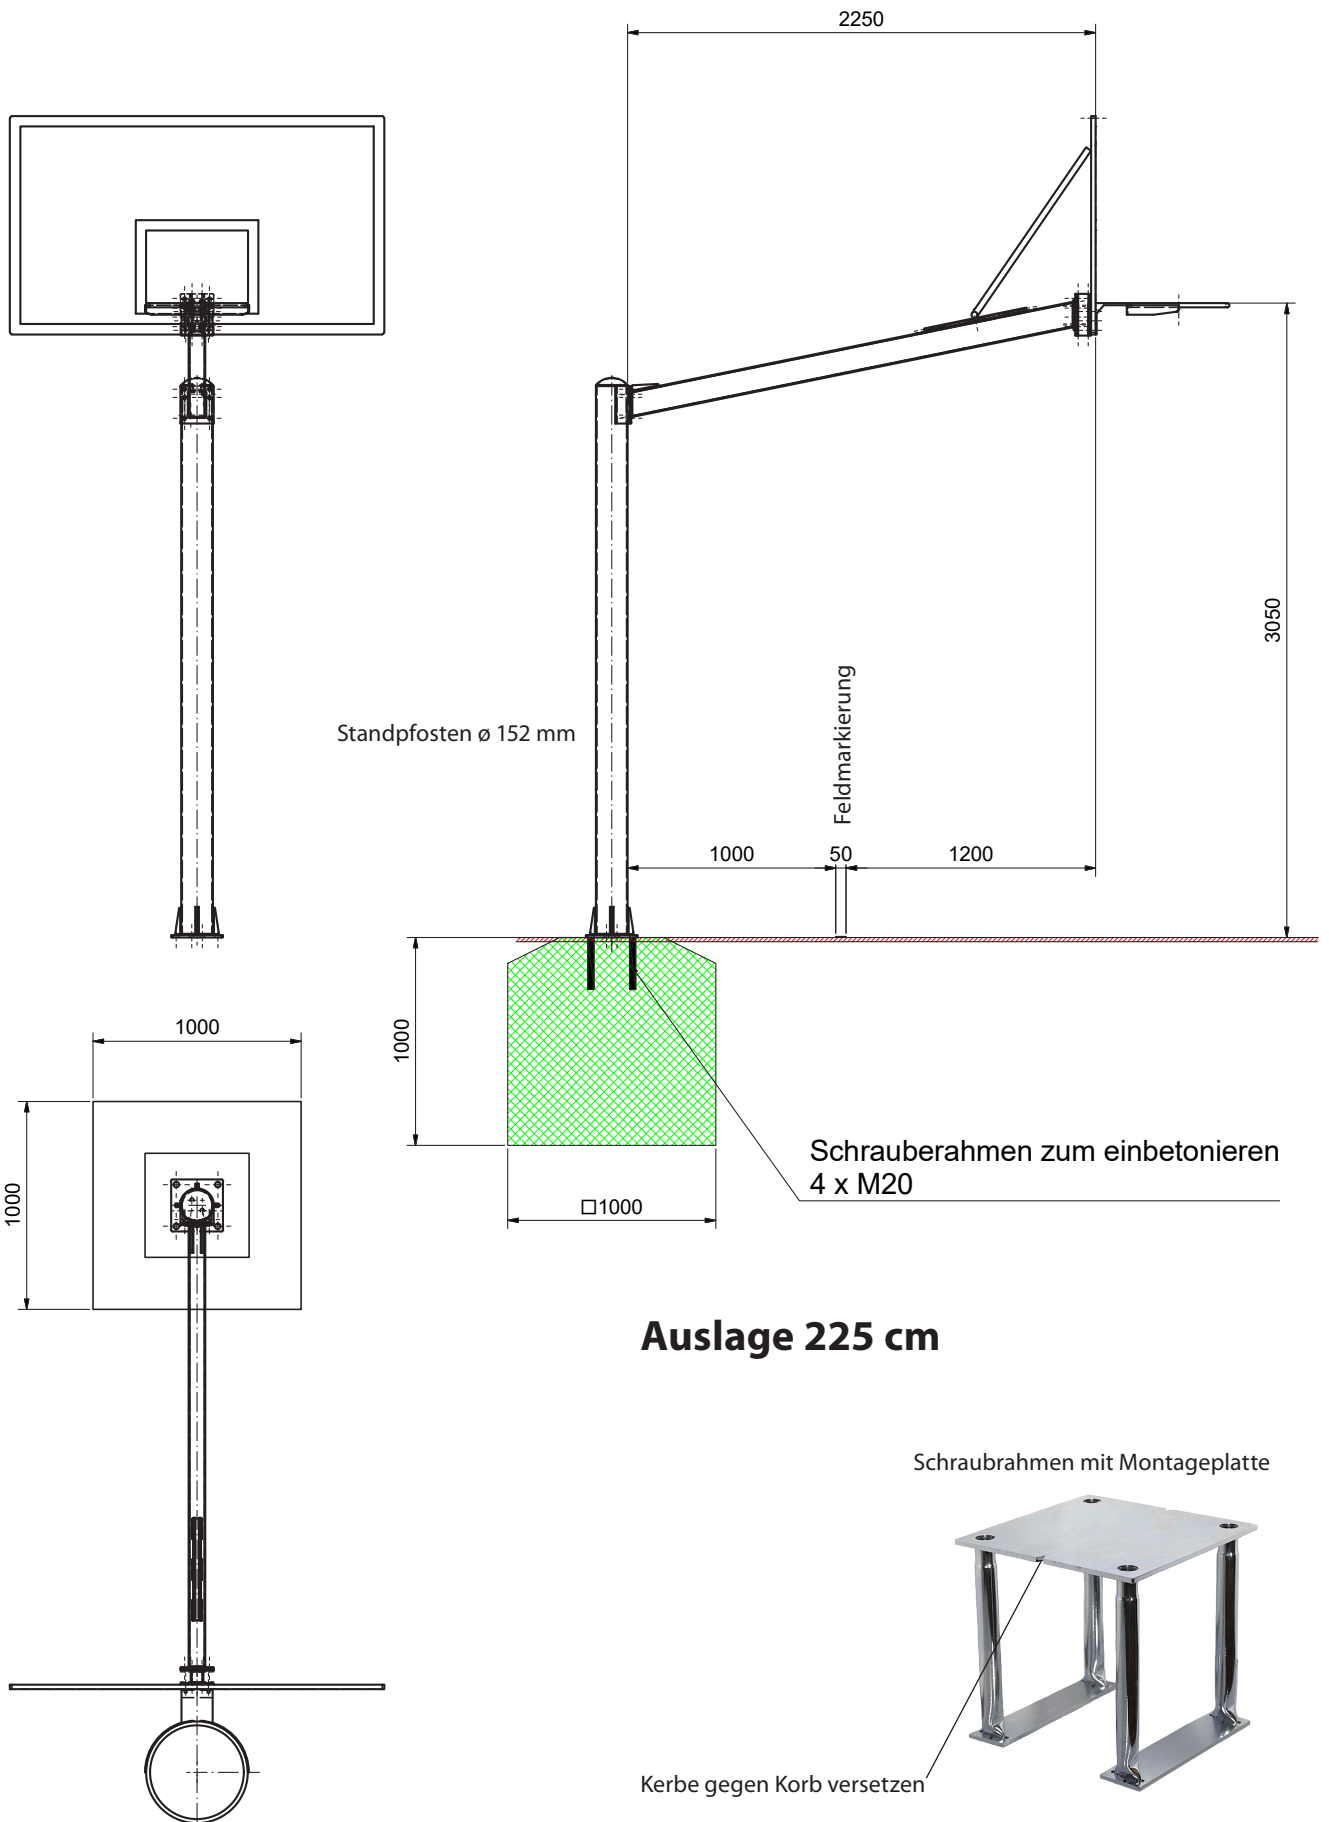 2250
3050
Standpfosten ø 152 mm
Feldmarkierung
1000
50
1200
1000
1000
1000
□1000
Schrauberahmen zum einbetonieren
4 x M20
1000
Auslage 225 cm
Schraubrahmen mit Montageplatte
Kerbe gegen Korb versetzen